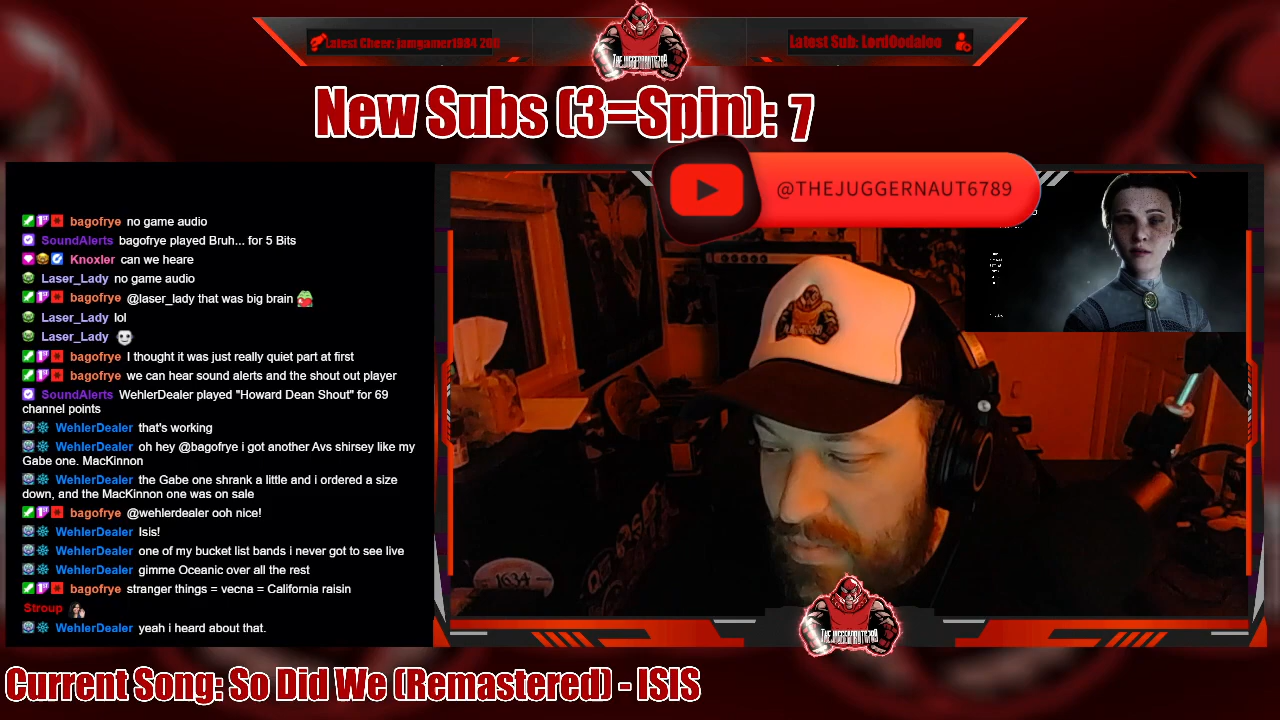 Latest Cheer: jamgamer1984 200
Latest Sub: LordOodaloo
New Subs (3=Spin): 7
@THEJUGGERNAUT6789
bagofrye no game audio
SoundAlerts bagofrye played Bruh... for 5 Bits
Knoxler can we heare
Laser_Lady no game audio
bagofrye @laser_lady that was big brain
Laser_Lady lol
Laser_Lady
bagofrye I thought it was just really quiet part at first
bagofrye we can hear sound alerts and the shout out player
SoundAlerts WehlerDealer played "Howard Dean Shout" for 69
channel points
WehlerDealer that's working
WehlerDealer oh hey @bagofrye i got another Avs shirsey like my
Gabe one. MacKinnon
WehlerDealer the Gabe one shrank a little and i ordered a size
down, and the MacKinnon one was on sale
bagofrye @wehlerdealer ooh nice!
WehlerDealer Isis!
WehlerDealer one of my bucket list bands i never got to see live
WehlerDealer gimme Oceanic over all the rest
bagofrye stranger things = vecna = California raisin
Stroup
WehlerDealer yeah i heard about that.
1634
Current Song: So Did We (Remastered) - ISIS